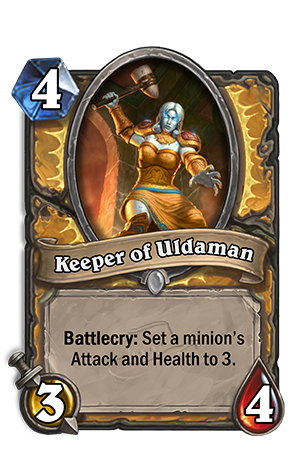 4
Keeper of Uldaman
Battlecry: Set a minion's
Attack and Health to 3.
3
4